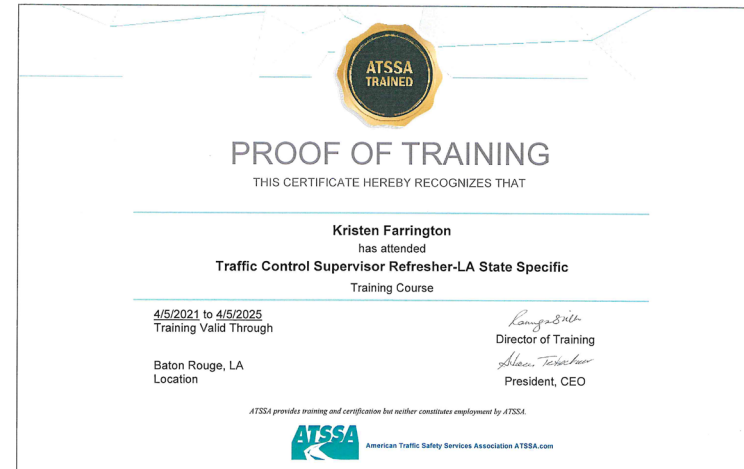 ATSSA
TRAINED
PROOF OF TRAINING
THIS CERTIFICATE HEREBY RECOGNIZES THAT
Kristen Farrington
has attended
Traffic Control Supervisor Refresher-LA State Specific
Training Course
4/5/2021 to 4/5/2025
Training Valid Through
Director of Training
Baton Rouge, LA
Location
President, CEO
ATSSA provides training and certification but neither constitutes employment by ATSSA.
ATSSA
American Traffic Safety Services Association ATSSA.com